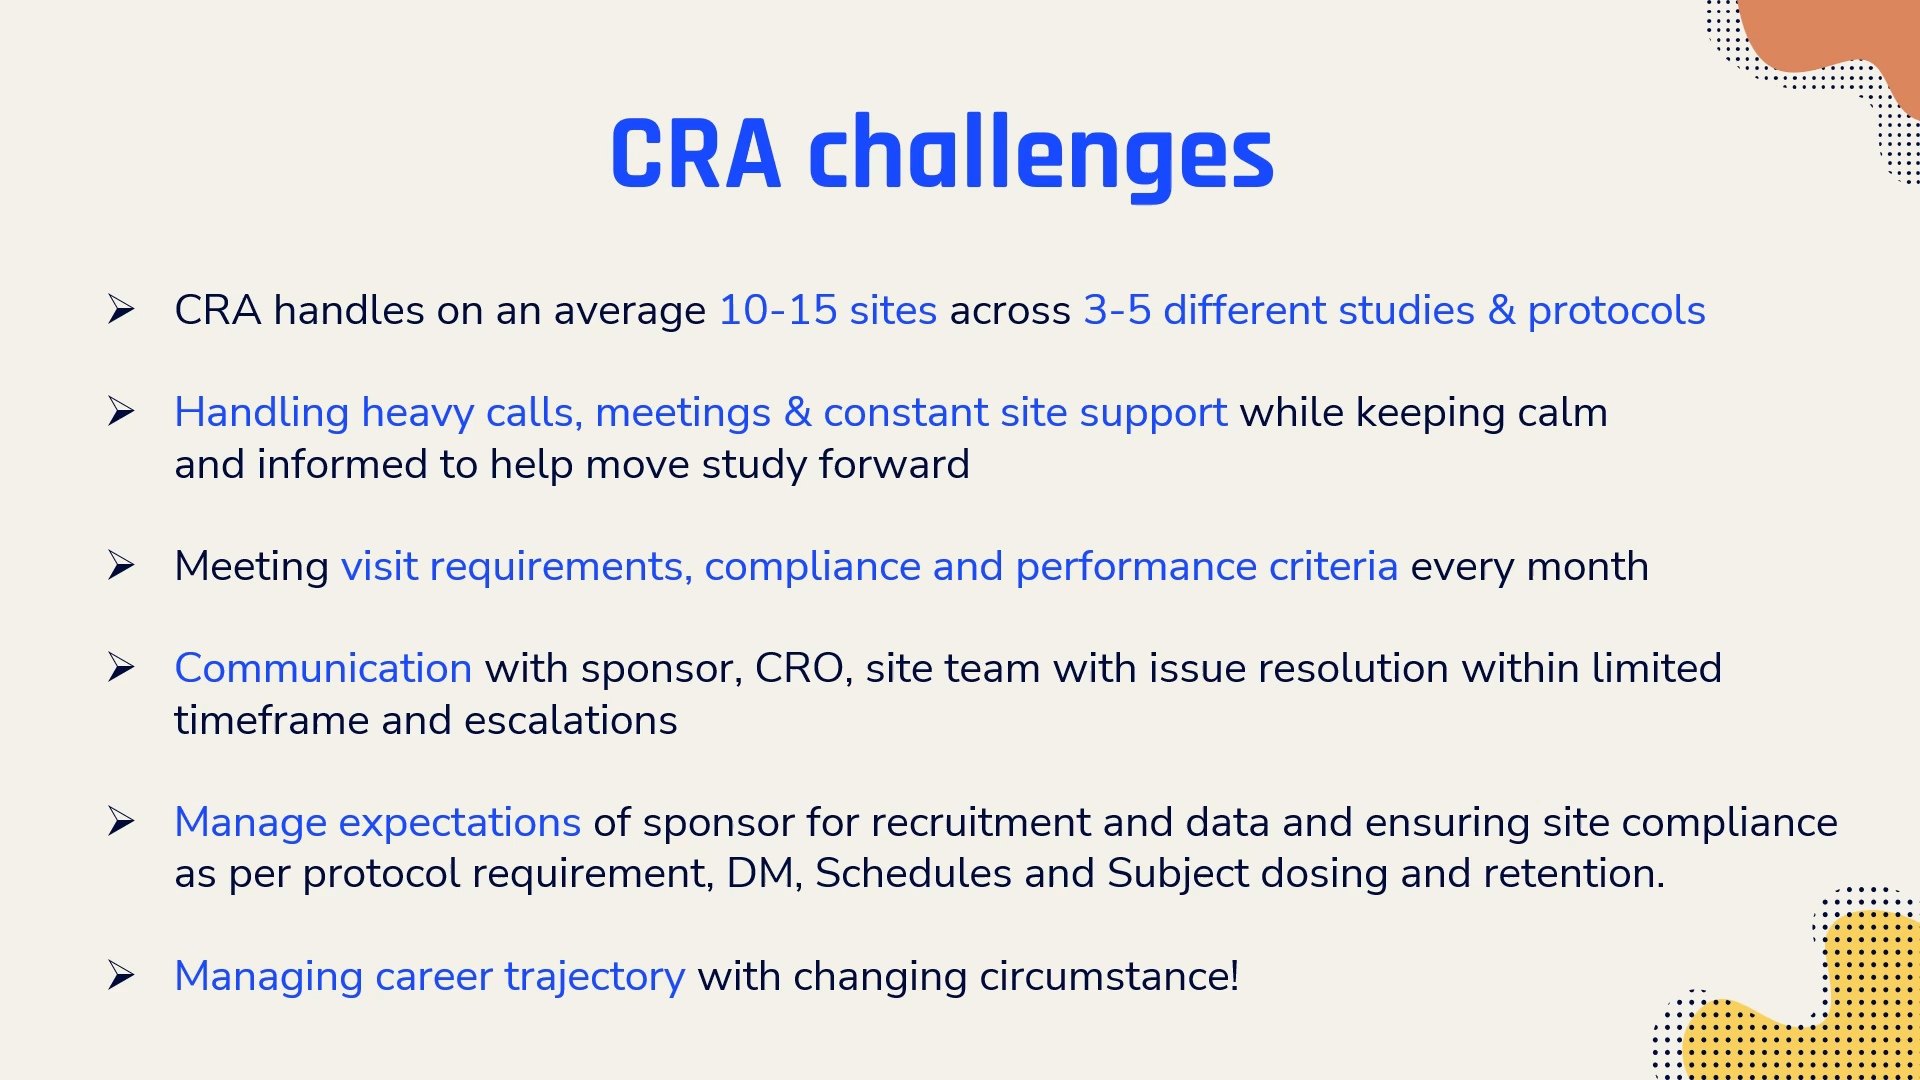 CRA challenges
➢ CRA handles on an average 10-15 sites across 3-5 different studies & protocols
➢ Handling heavy calls, meetings & constant site support while keeping calm
and informed to help move study forward
➢ Meeting visit requirements, compliance and performance criteria every month
➢ Communication with sponsor, CRO, site team with issue resolution within limited
timeframe and escalations
➢ Manage expectations of sponsor for recruitment and data and ensuring site compliance
as per protocol requirement, DM, Schedules and Subject dosing and retention.
➢ Managing career trajectory with changing circumstance!